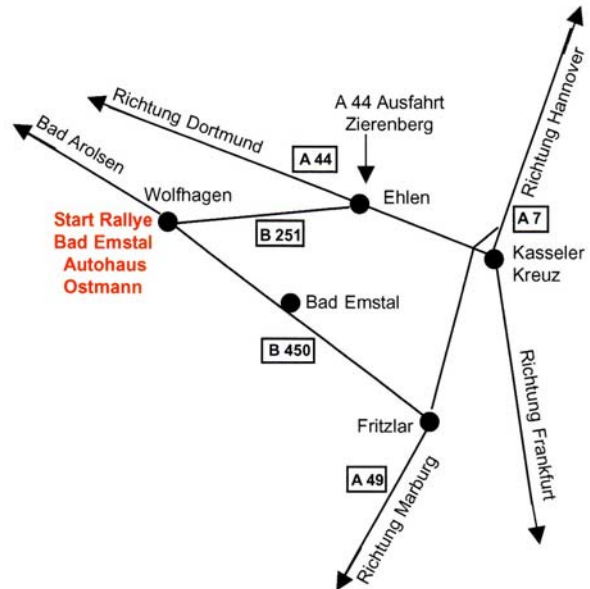 Richtung Hannover
Richtung Dortmund
A 44 Ausfahrt
Zierenberg
Bad Arolsen
A 44
Wolfhagen
Ehlen
Start Rallye
Bad Emstal
Autohaus
Ostmann
B 251
A 7
Kasseler
Kreuz
Bad Emstal
B 450
Richtung Frankfurt
Fritzlar
A 49
Richtung Marburg